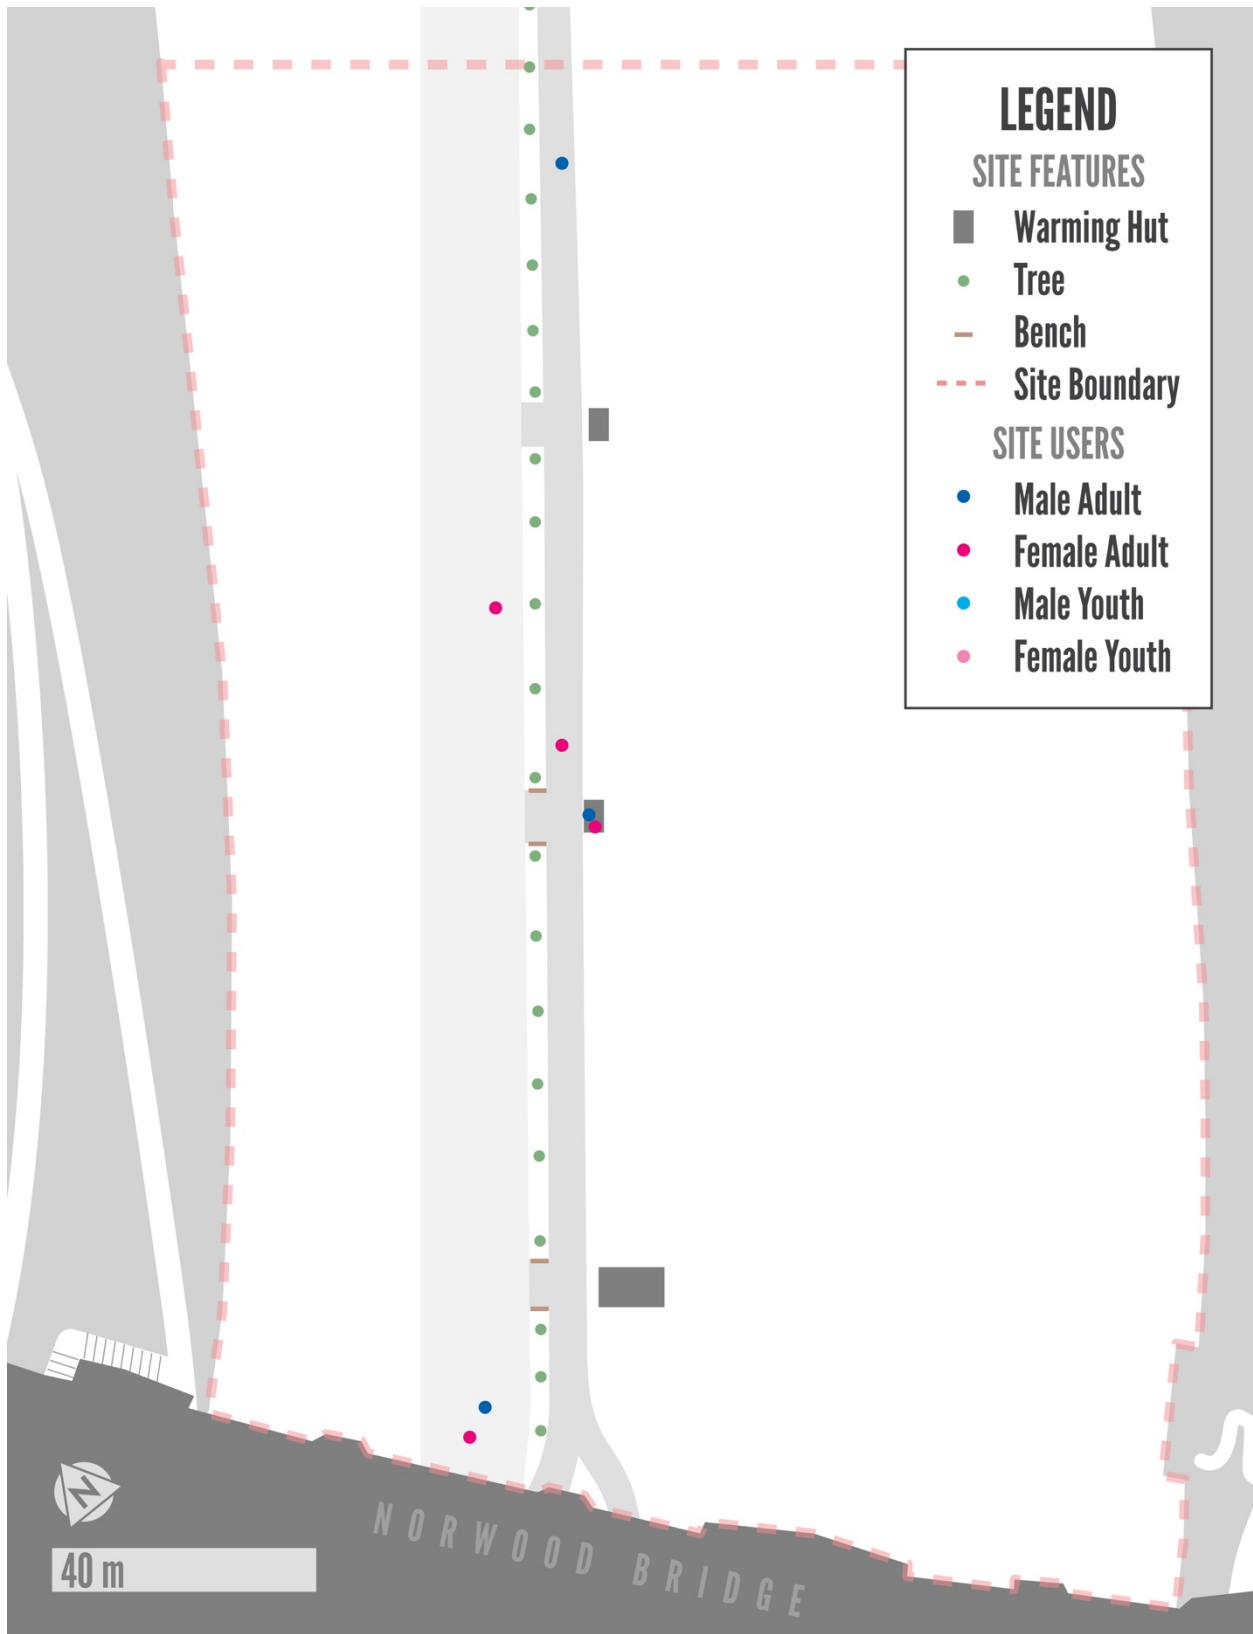 LEGEND
SITE FEATURES
Warming Hut
Tree
Bench
Site Boundary
SITE USERS
Male Adult
Female Adult
Male Youth
Female Youth
N
NORWOOD BRIDGE
40 m